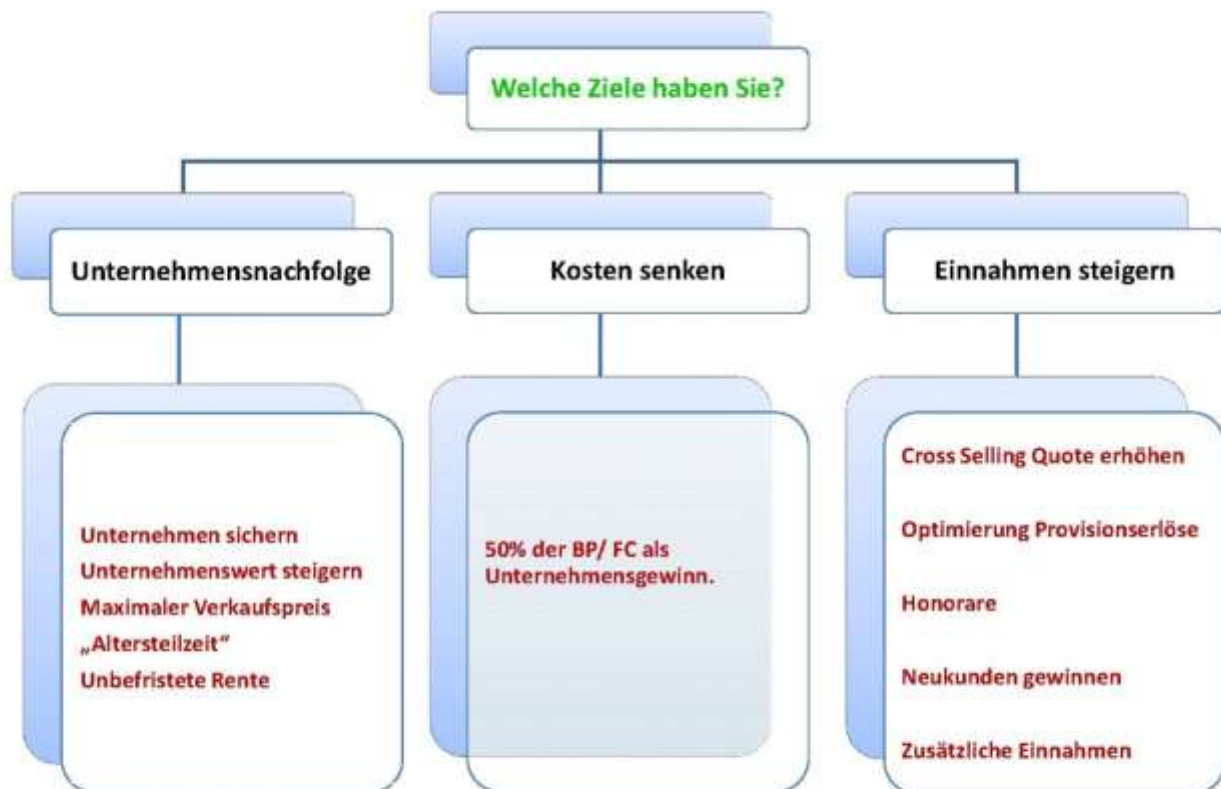 Welche Ziele haben Sie?
Unternehmensnachfolge
Kosten senken
Einnahmen steigern
Unternehmen sichern
Unternehmenswert steigern
Maximaler Verkaufspreis
„Altersteilzeit“
Unbefristete Rente
50% der BP/ FC als
Unternehmensgewinn.
Cross Selling Quote erhöhen
Optimierung Provisionserlöse
Honorare
Neukunden gewinnen
Zusätzliche Einnahmen